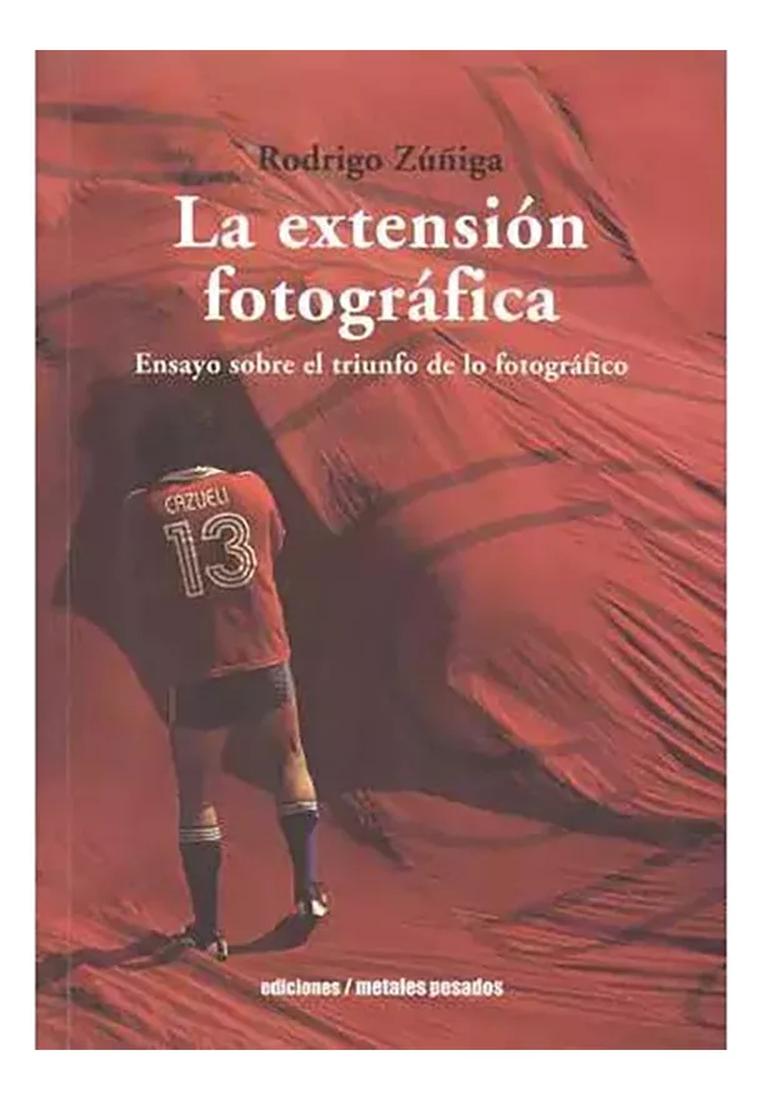 Rodrigo Zúñiga
La extensión
fotográfica
Ensayo sobre el triunfo de lo fotográfico
CAZUELI
13
ediciones / metales pesados